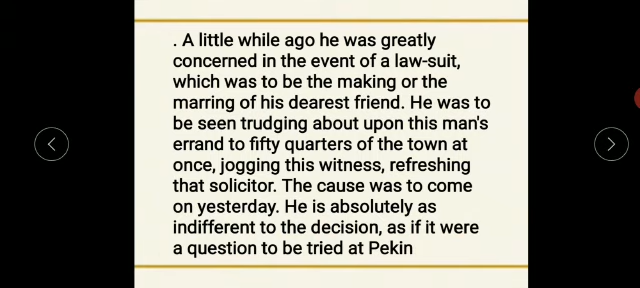 . A little while ago he was greatly
concerned in the event of a law-suit,
which was to be the making or the
marring of his dearest friend. He was to
be seen trudging about upon this man's
errand to fifty quarters of the town at
once, jogging this witness, refreshing
that solicitor. The cause was to come
on yesterday. He is absolutely as
indifferent to the decision, as if it were
a question to be tried at Pekin